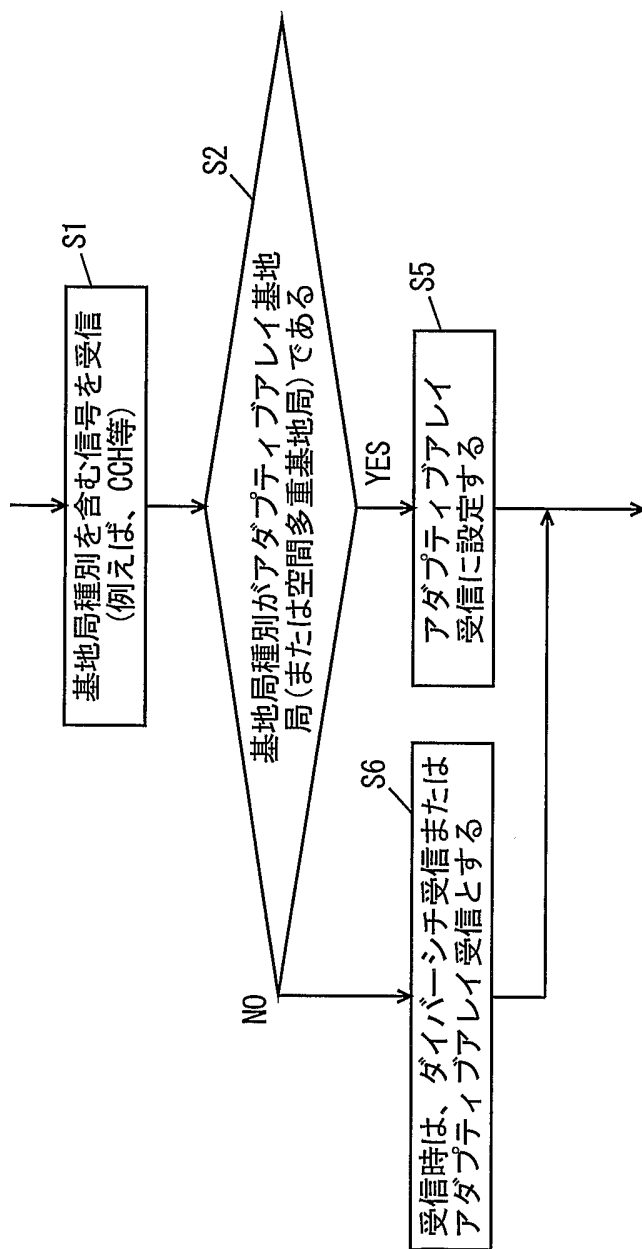 基地局種別を含む信号を受信
(例えば、CCH等)
S1
基地局種別がアダプティブアレイ基地
局(または空間多重基地局)である
S2
YES
NO
アダプティブアレイ
受信に設定する
S5
受信時は、ダイバーシチ受信または
アダプティブアレイ受信とする
S6